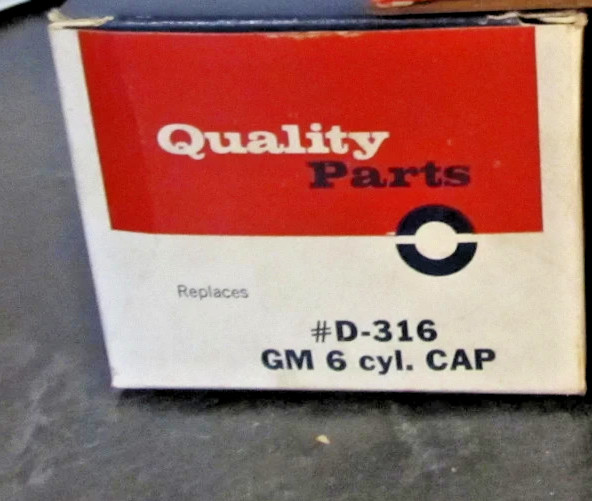 Quality
Parts
Replaces
#D-316
GM 6 cyl. CAP